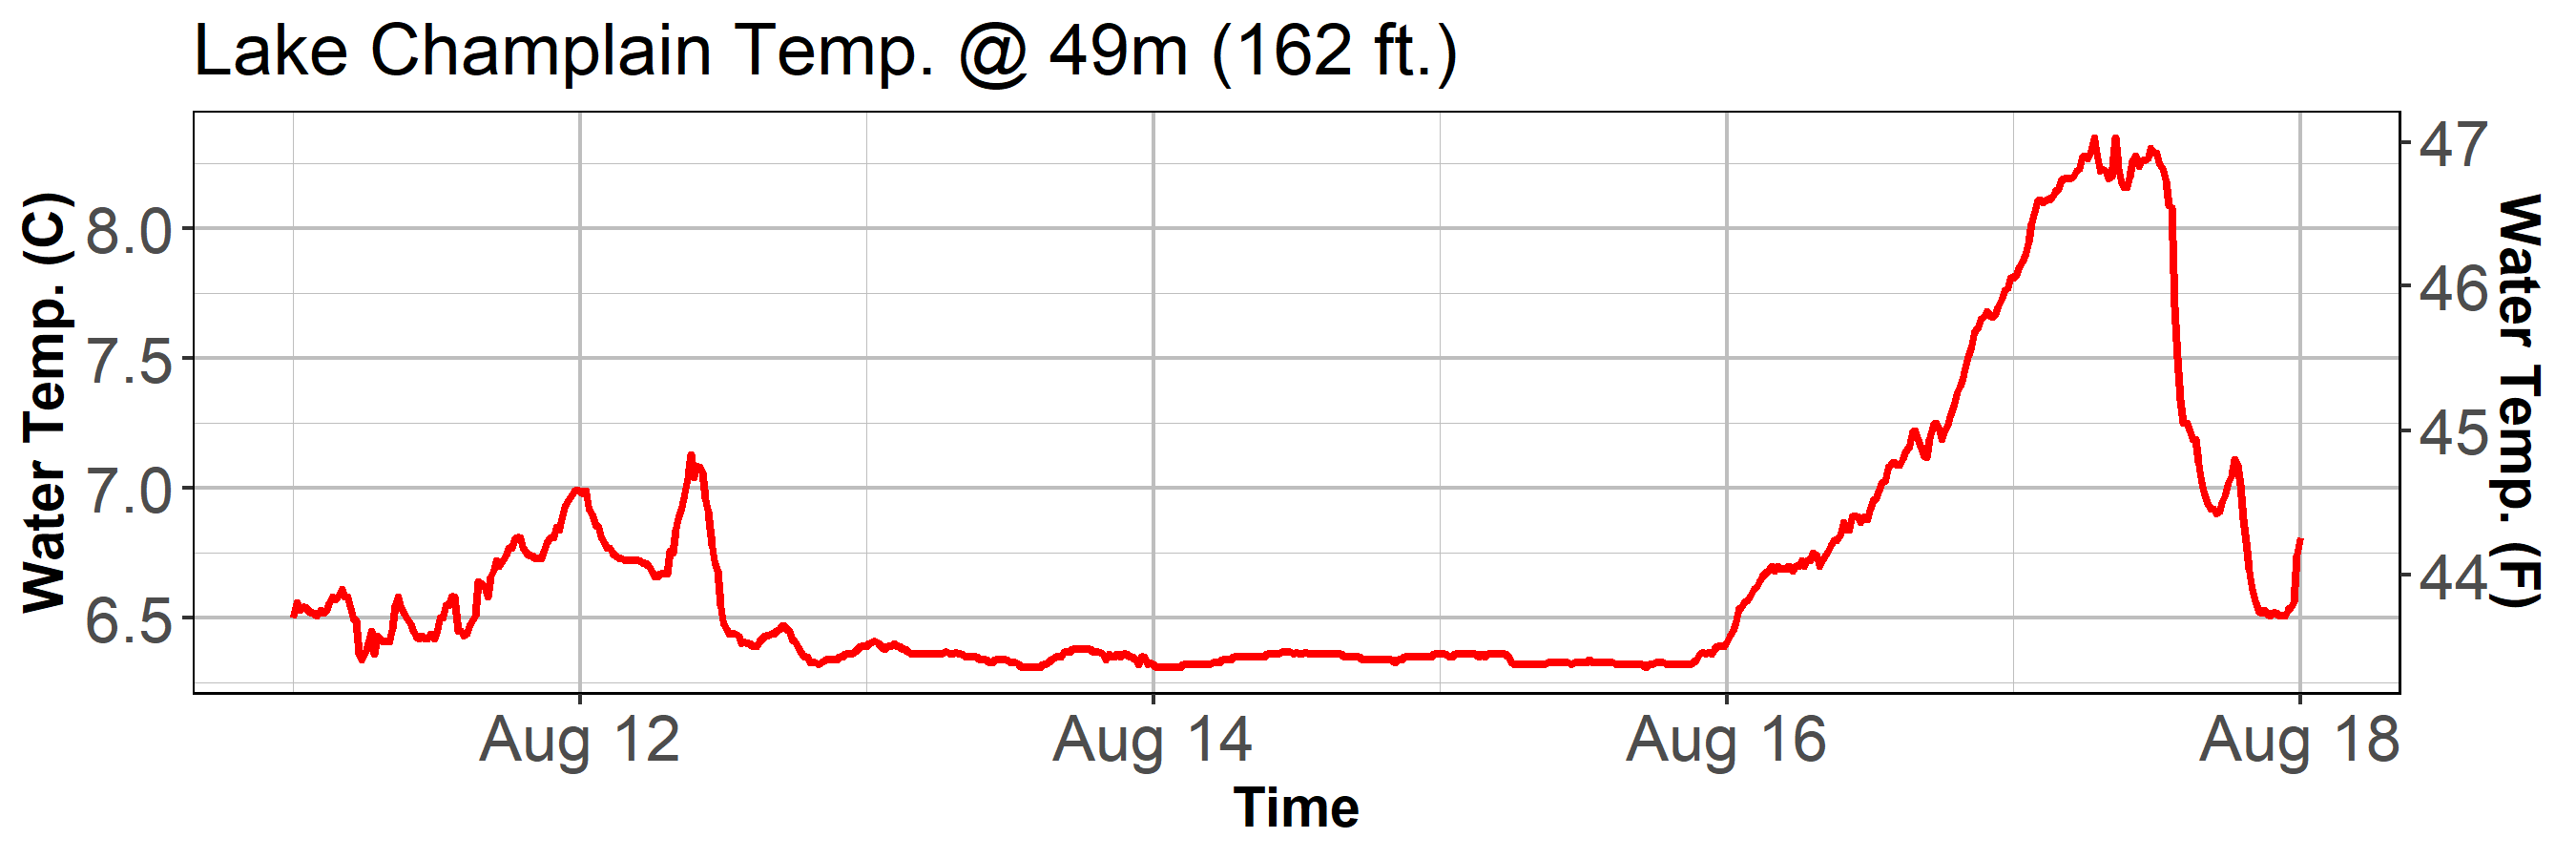 Lake Champlain Temp. @ 49m (162 ft.)
Water Temp. (C)
8.0
7.5
7.0
6.5
47
46
45
44
Water Temp. (F)
Aug 12 Aug 14 Aug 16 Aug 18
Time